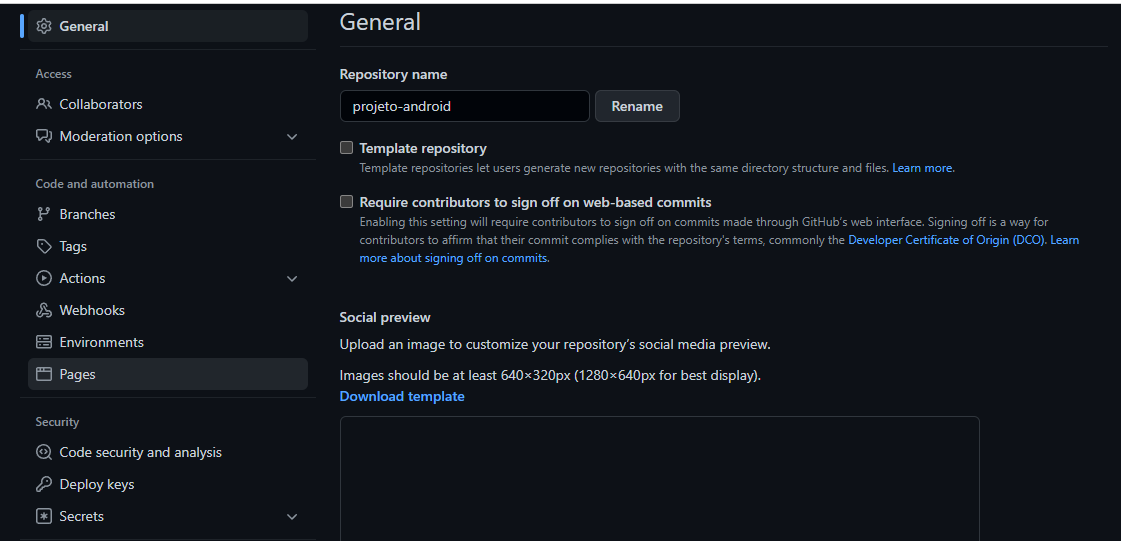 General
Access
Collaborators
Moderation options
Code and automation
Branches
Tags
Actions
Webhooks
Environments
Pages
Security
Code security and analysis
Deploy keys
Secrets
General
Repository name
projeto-android
Rename
Template repository
Template repositories let users generate new repositories with the same directory structure and files. Learn more.
Require contributors to sign off on web-based commits
Enabling this setting will require contributors to sign off on commits made through GitHub’s web interface. Signing off is a way for
contributors to affirm that their commit complies with the repository's terms, commonly the Developer Certificate of Origin (DCO). Learn
more about signing off on commits.
Social preview
Upload an image to customize your repository’s social media preview.
Images should be at least 640×320px (1280×640px for best display).
Download template